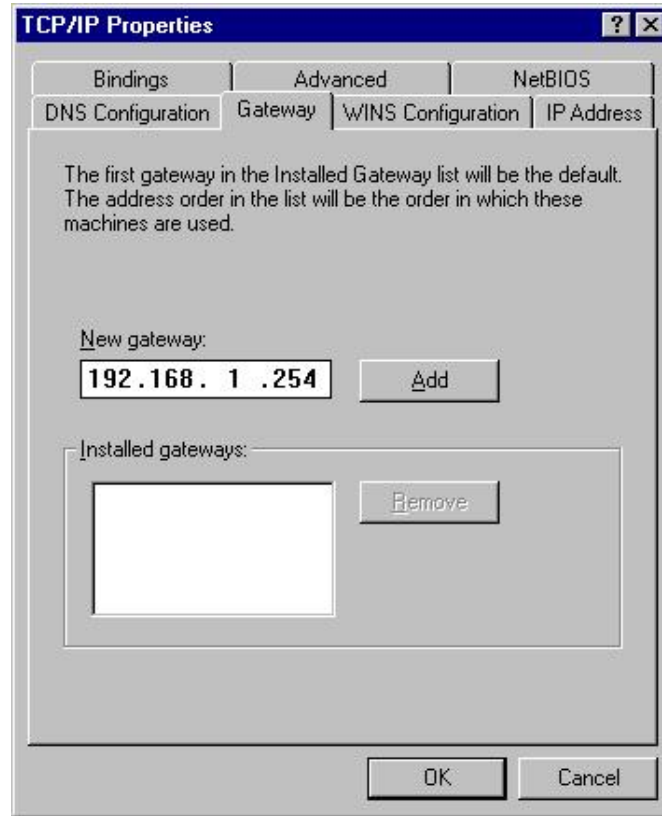 TCP/IP Properties
Bindings Advanced NetBIOS
DNS Configuration Gateway WINS Configuration IP Address
The first gateway in the Installed Gateway list will be the default.
The address order in the list will be the order in which these
machines are used.
New gateway:
192.168. 1 .254 Add
Installed gateways:
Remove
OK Cancel